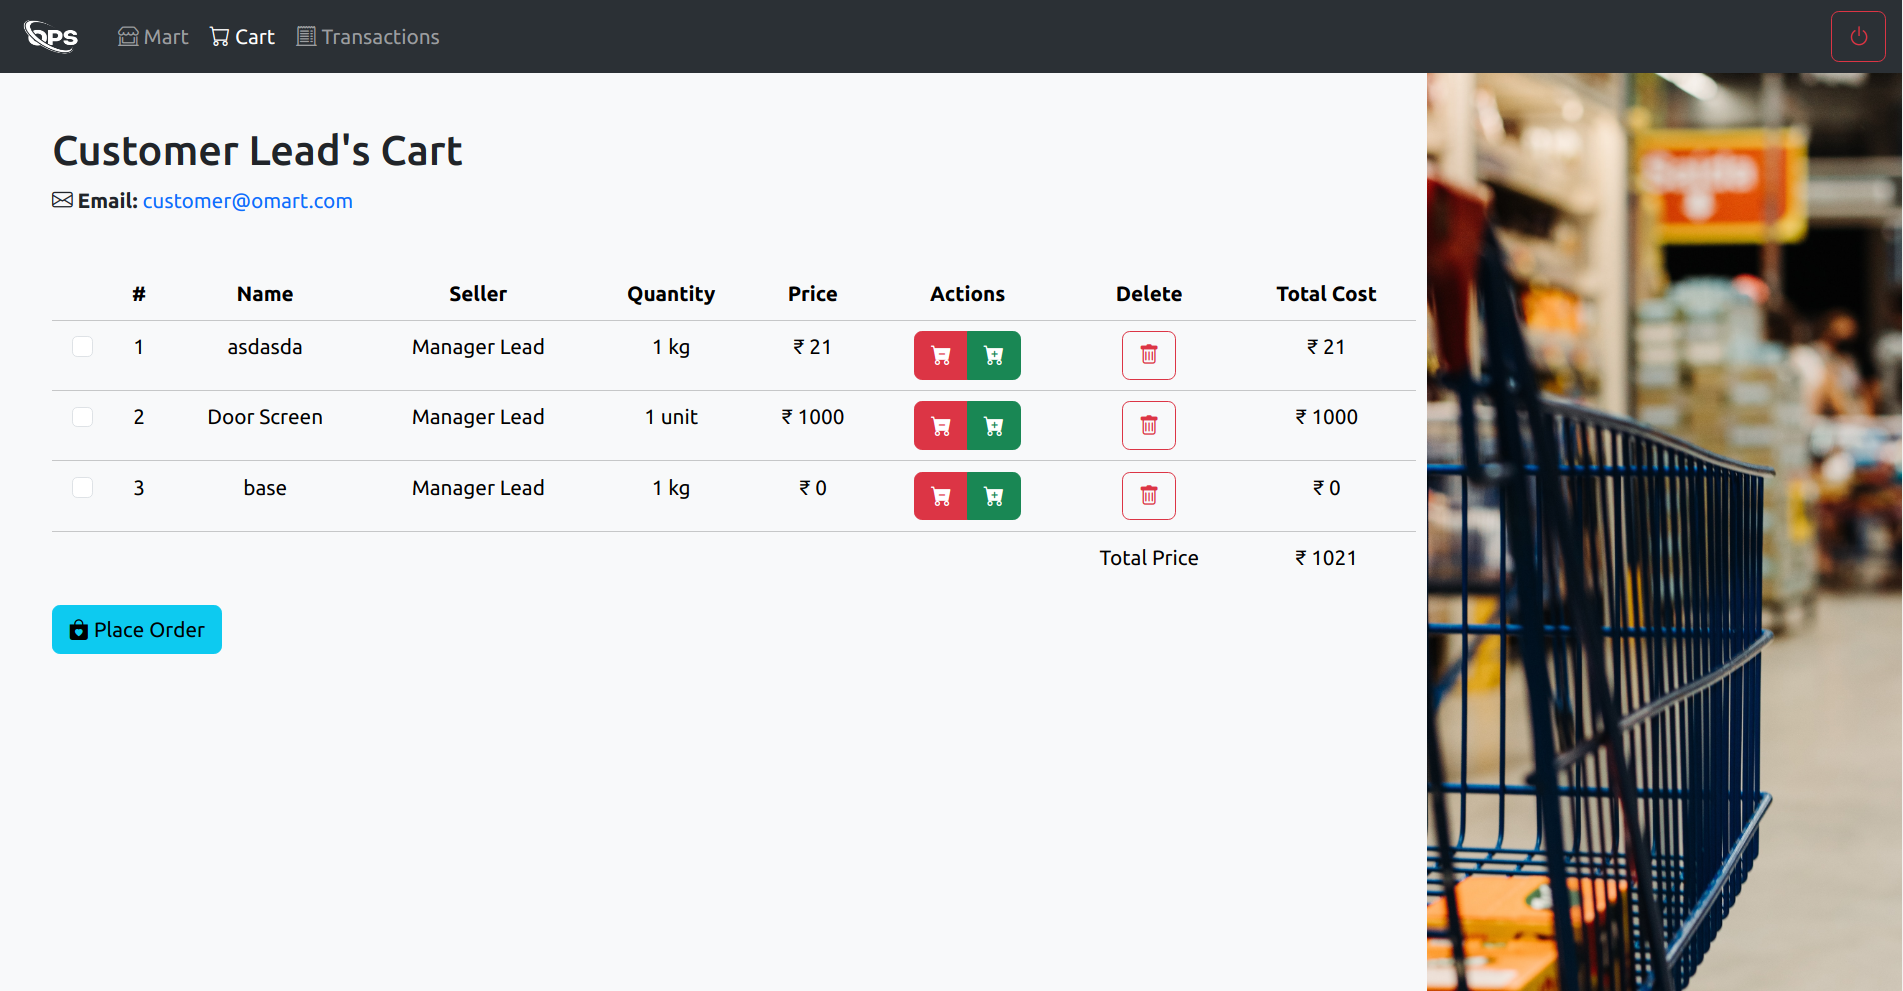 OPS Mart Cart Transactions
Customer Lead's Cart
Email: customer@omart.com
# Name Seller Quantity Price Actions Delete Total Cost
1 asdasda Manager Lead 1 kg ₹ 21 ₹ 21
2 Door Screen Manager Lead 1 unit ₹ 1000 ₹ 1000
3 base Manager Lead 1 kg ₹ 0 ₹ 0
Total Price ₹ 1021
Place Order